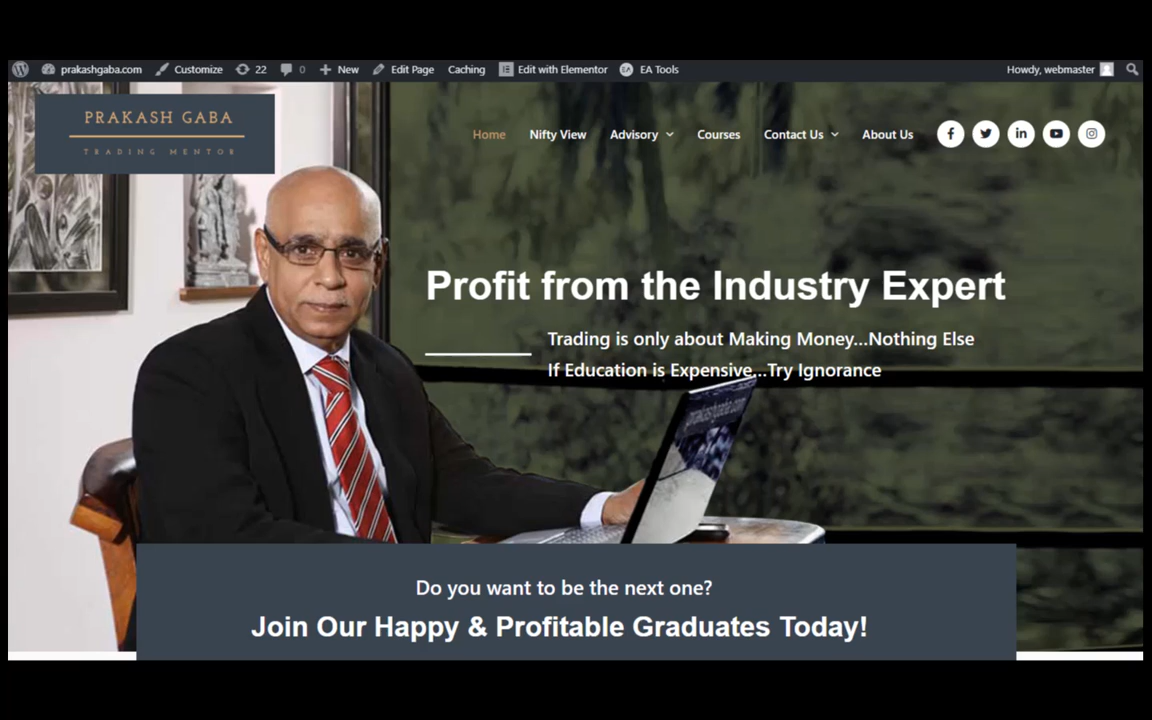 prakashgaba.com Customize 22 0 New Edit Page Caching Edit with Elementor EA Tools Howdy, webmaster
PRAKASH GABA
TRADING MENTOR
Home Nifty View Advisory Courses Contact Us About Us
Profit from the Industry Expert
Trading is only about Making Money...Nothing Else
If Education is Expensive...Try Ignorance
prakashgaba.com
Do you want to be the next one?
Join Our Happy & Profitable Graduates Today!